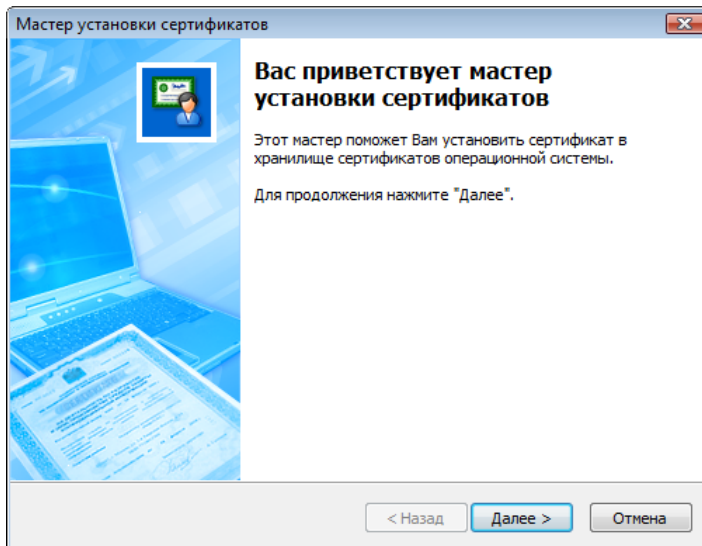 Мастер установки сертификатов
Вас приветствует мастер
установки сертификатов
Этот мастер поможет Вам установить сертификат в
хранилище сертификатов операционной системы.
Для продолжения нажмите "Далее".
< Назад
Далее >
Отмена